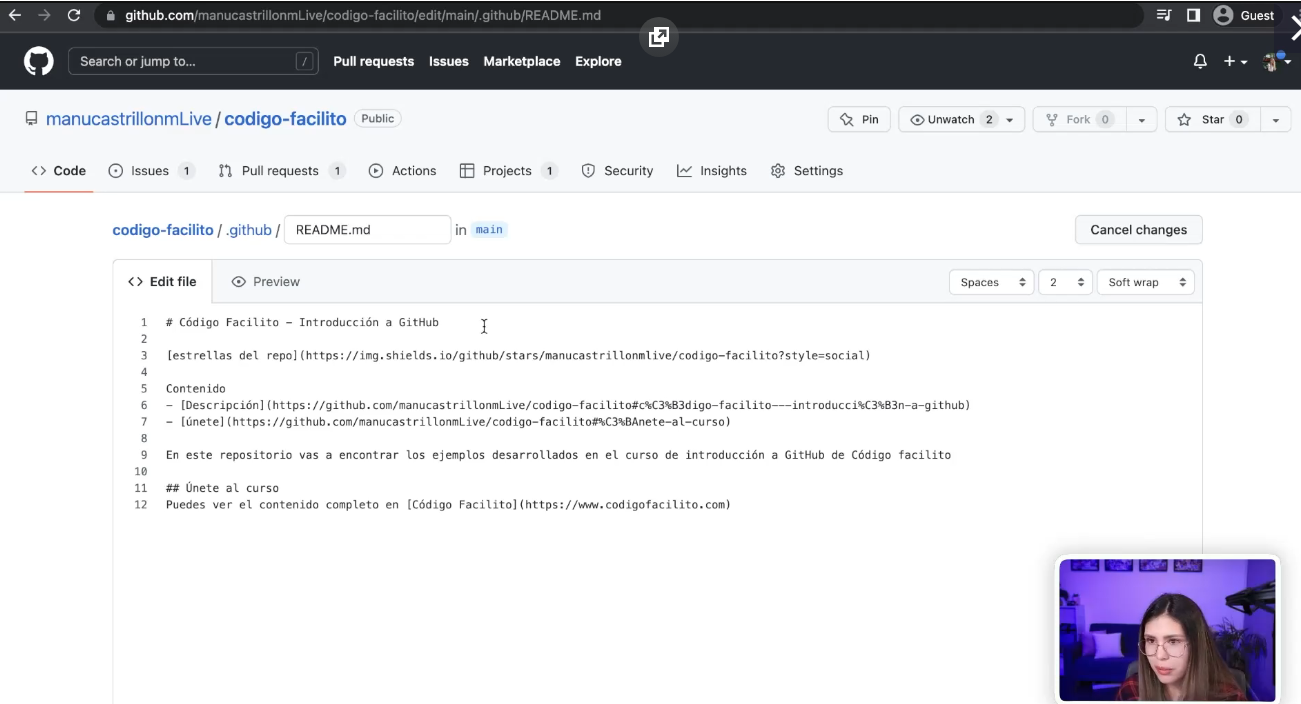 github.com/manucastrillonmLive/codigo-facilito/edit/main/.github/README.md
Guest
Search or jump to...
/
Pull requests
Issues
Marketplace
Explore
manucastrillonmLive / codigo-facilito
Public
Pin
Unwatch 2
Fork 0
Star 0
Code
Issues 1
Pull requests 1
Actions
Projects 1
Security
Insights
Settings
codigo-facilito / .github / README.md in main
Cancel changes
<> Edit file
Preview
Spaces
2
Soft wrap
1 # Código Facilito - Introducción a GitHub
2
3 [estrellas del repo](https://img.shields.io/github/stars/manucastrillonmlive/codigo-facilito?style=social)
4
5 Contenido
6 - [Descripción](https://github.com/manucastrillonmLive/codigo-facilito#c%C3%B3digo-facilito---introducci%C3%B3n-a-github)
7 - [únete](https://github.com/manucastrillonmLive/codigo-facilito#%C3%BAnete-al-curso)
8
9 En este repositorio vas a encontrar los ejemplos desarrollados en el curso de introducción a GitHub de Código facilito
10
11 ## Únete al curso
12 Puedes ver el contenido completo en [Código Facilito](https://www.codigofacilito.com)